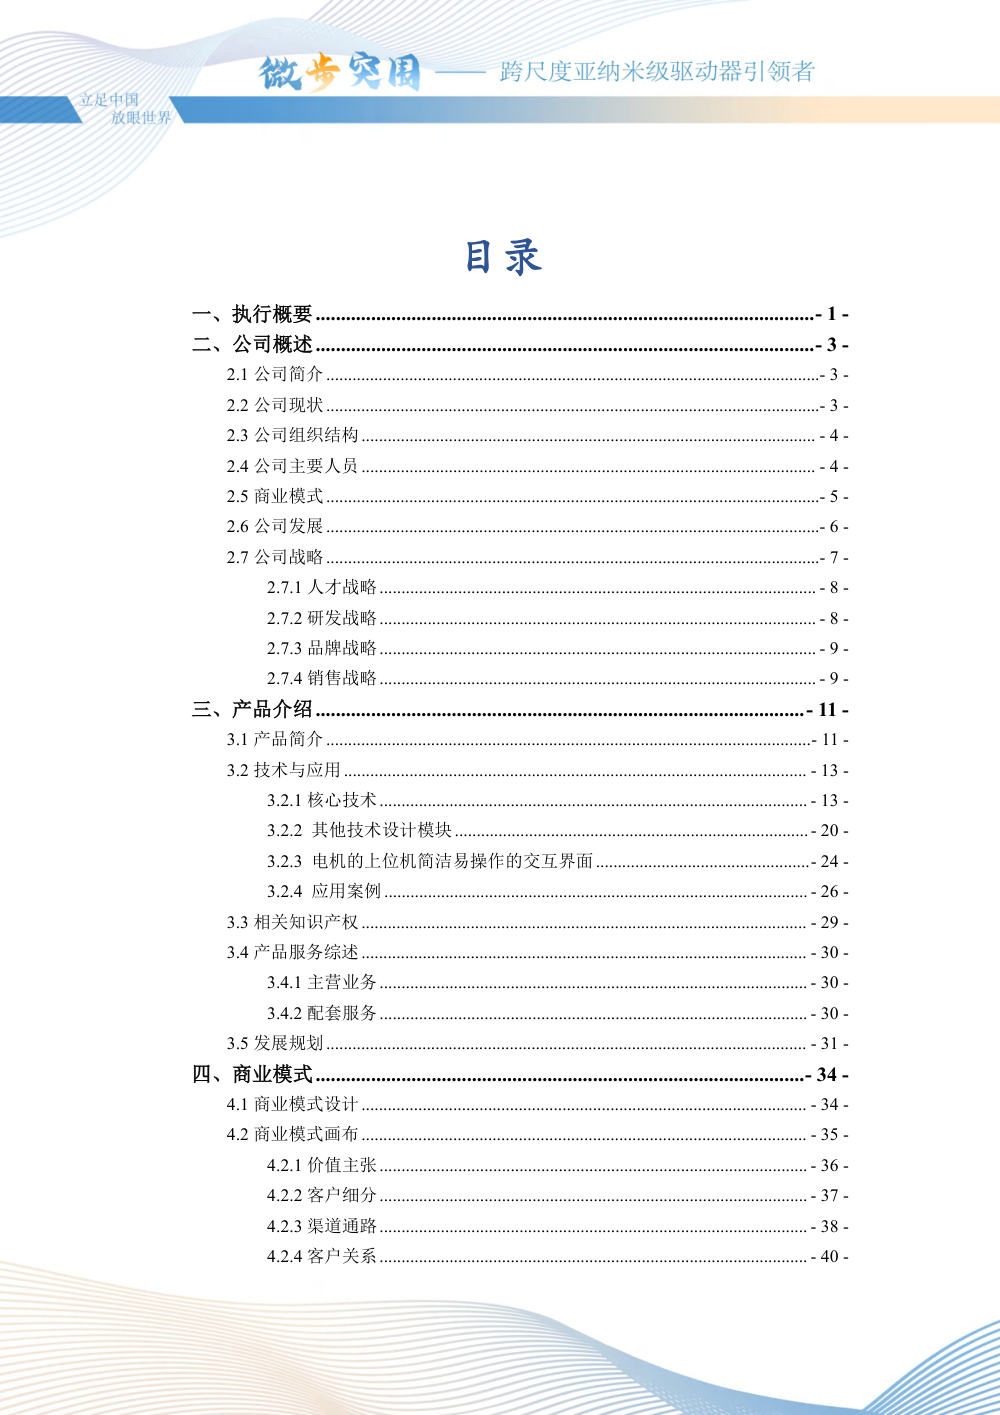 微步突围 —— 跨尺度亚纳米级驱动器引领者
立足中国
放眼世界
目录
一、执行概要 - 1 -
二、公司概述 - 3 -
2.1 公司简介 - 3 -
2.2 公司现状 - 3 -
2.3 公司组织结构 - 4 -
2.4 公司主要人员 - 4 -
2.5 商业模式 - 5 -
2.6 公司发展 - 6 -
2.7 公司战略 - 7 -
2.7.1 人才战略 - 8 -
2.7.2 研发战略 - 8 -
2.7.3 品牌战略 - 9 -
2.7.4 销售战略 - 9 -
三、产品介绍 - 11 -
3.1 产品简介 - 11 -
3.2 技术与应用 - 13 -
3.2.1 核心技术 - 13 -
3.2.2 其他技术设计模块 - 20 -
3.2.3 电机的上位机简洁易操作的交互界面 - 24 -
3.2.4 应用案例 - 26 -
3.3 相关知识产权 - 29 -
3.4 产品服务综述 - 30 -
3.4.1 主营业务 - 30 -
3.4.2 配套服务 - 30 -
3.5 发展规划 - 31 -
四、商业模式 - 34 -
4.1 商业模式设计 - 34 -
4.2 商业模式画布 - 35 -
4.2.1 价值主张 - 36 -
4.2.2 客户细分 - 37 -
4.2.3 渠道通路 - 38 -
4.2.4 客户关系 - 40 -